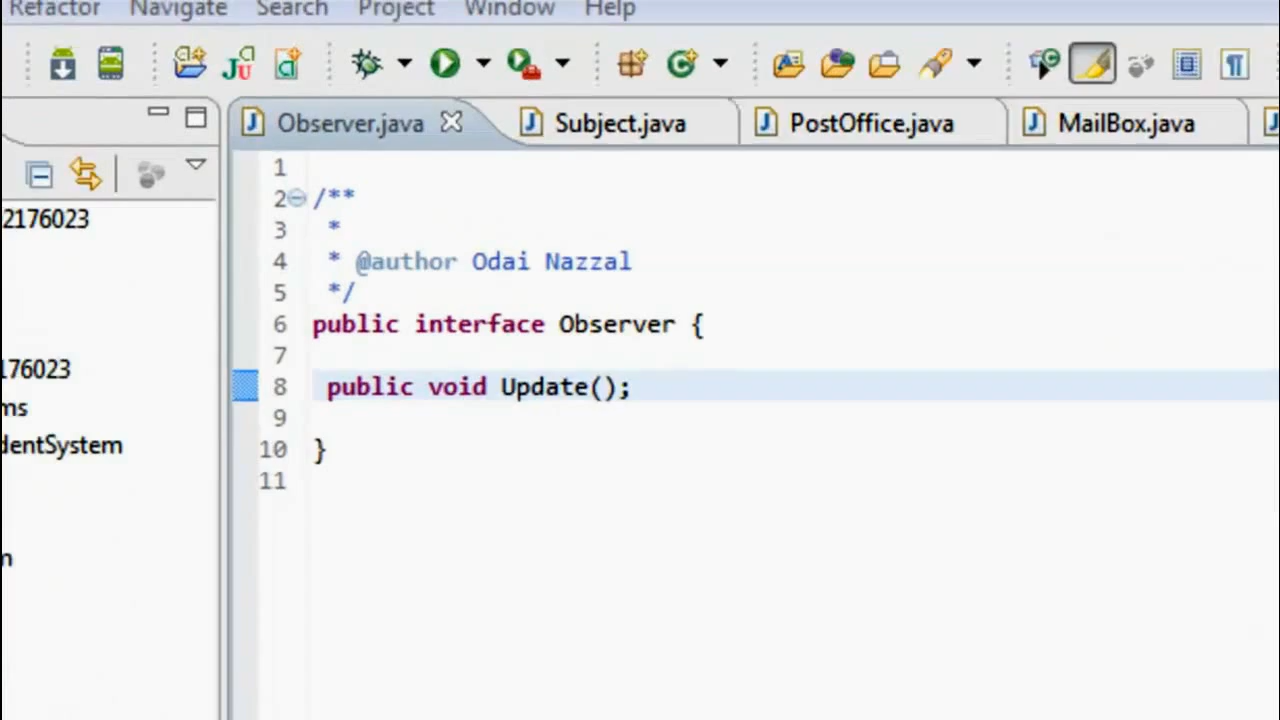 Refactor Navigate Search Project Window Help
Observer.java Subject.java PostOffice.java MailBox.java
2176023
176023
ms
dentSystem
m
1
2 /**
3 *
4 * @author Odai Nazzal
5 */
6 public interface Observer {
7
8 public void Update();
9
10 }
11